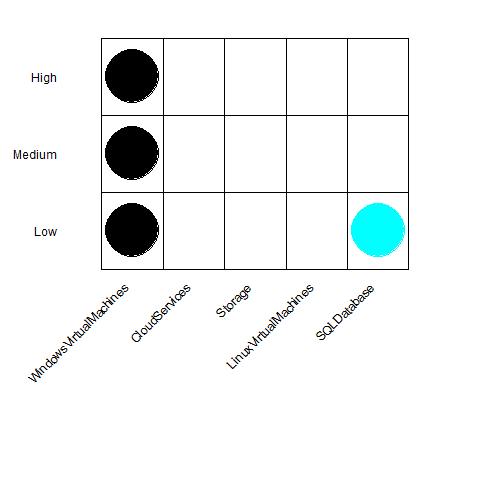 High
Medium
Low
WindowsVirtualMachines
CloudServices
Storage
LinuxVirtualMachines
SQLDatabase